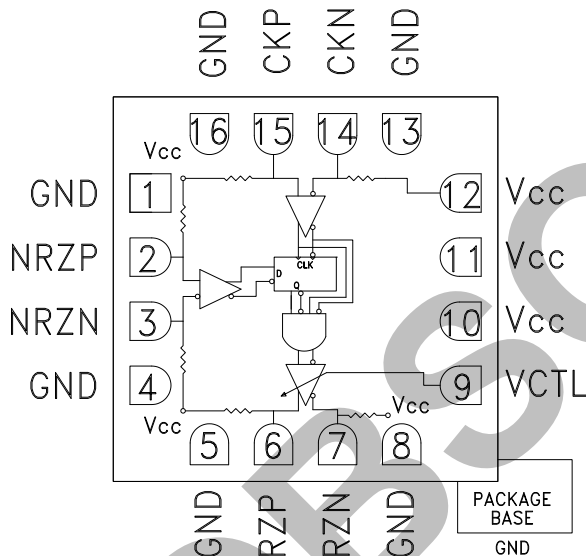 GND CKP CKN GND
16 15 14 13
Vcc
GND 1 12 Vcc
NRZP 2 11 Vcc
D CLK
Q
NRZN 3 10 Vcc
GND 4 9 VCTL
Vcc Vcc
5 6 7 8
GND RZP RZN GND
PACKAGE
BASE
GND